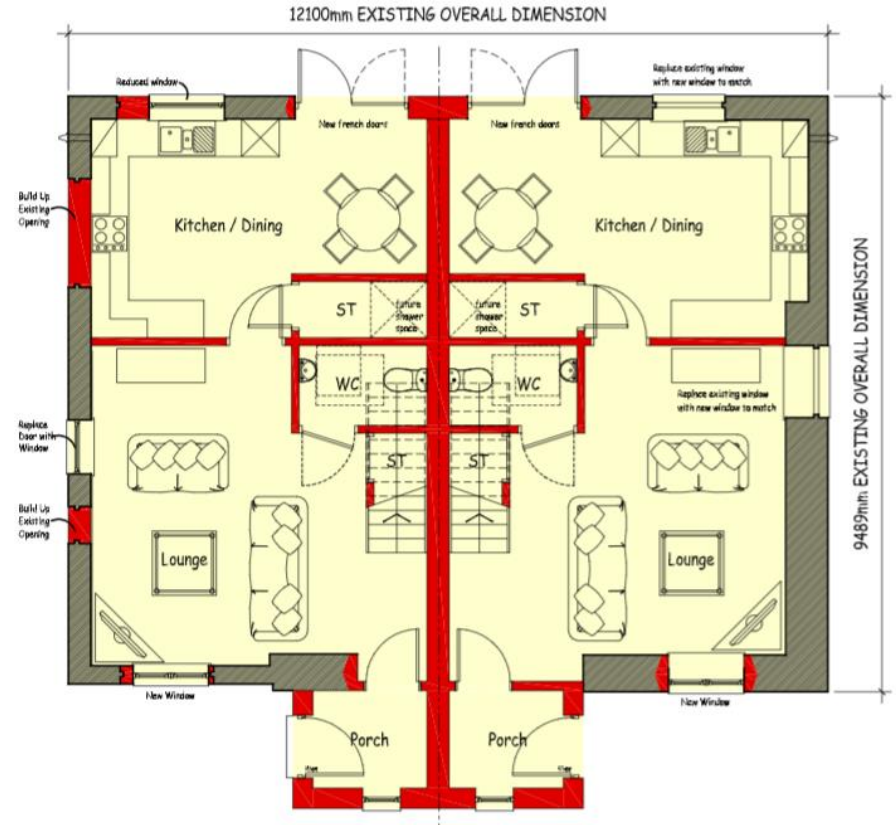 12100mm EXISTING OVERALL DIMENSION
Reduced window
Replace existing window
with new window to match
New french doors
New french doors
Build Up
Existing
Opening
Kitchen / Dining
Kitchen / Dining
9489mm EXISTING OVERALL DIMENSION
ST
future
shower
space
future
shower
space
ST
WC
WC
Replace existing window
with new window to match
Replace
Door with
Window
ST
ST
Build Up
Existing
Opening
Lounge
Lounge
New Window
New Window
Porch
Porch